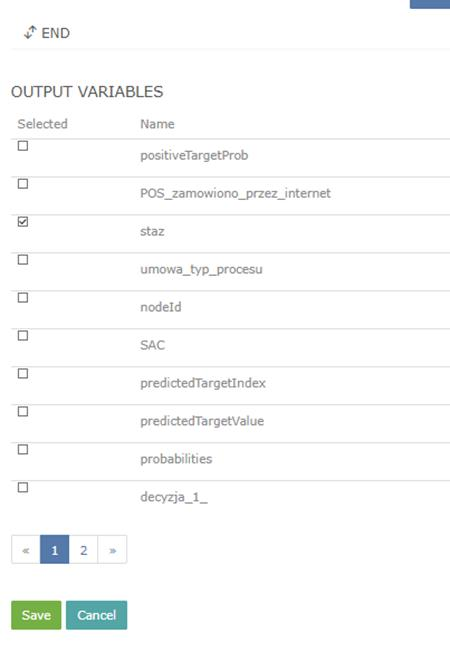 END
OUTPUT VARIABLES
Selected Name
positiveTargetProb
POS_zamowiono_przez_internet
staz
umowa_typ_procesu
nodeId
SAC
predictedTargetIndex
predictedTargetValue
probabilities
decyzja_1_
« 1 2 »
Save Cancel